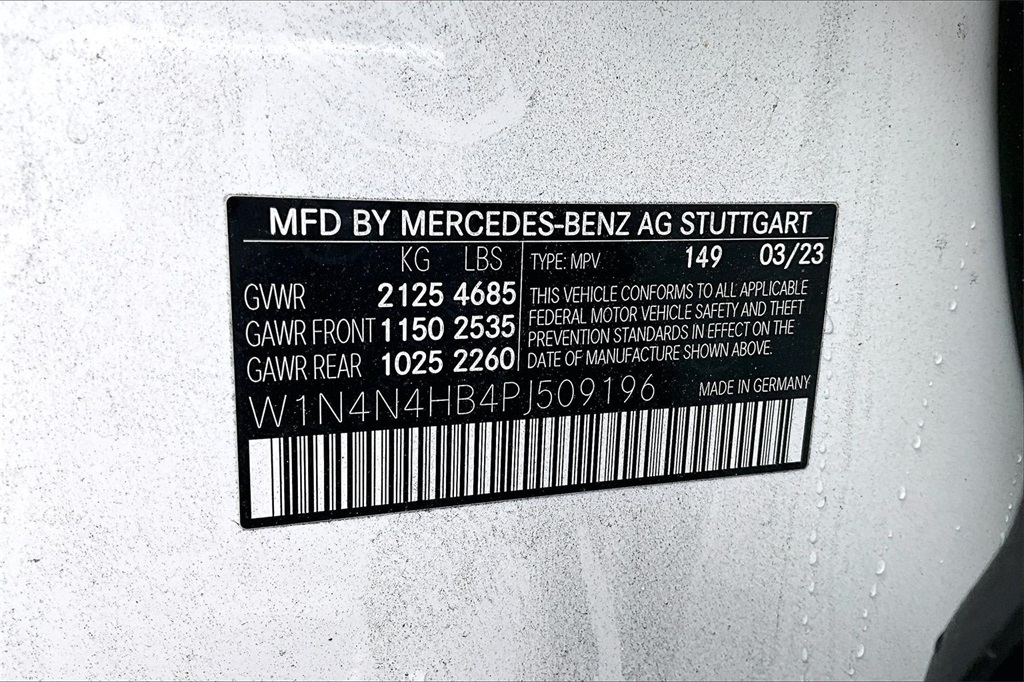 MFD BY MERCEDES-BENZ AG STUTTGART
KG LBS
GVWR 2125 4685
GAWR FRONT 1150 2535
GAWR REAR 1025 2260
TYPE: MPV 149 03/23
THIS VEHICLE CONFORMS TO ALL APPLICABLE
FEDERAL MOTOR VEHICLE SAFETY AND THEFT
PREVENTION STANDARDS IN EFFECT ON THE
DATE OF MANUFACTURE SHOWN ABOVE.
W1N4N4HB4PJ509196
MADE IN GERMANY